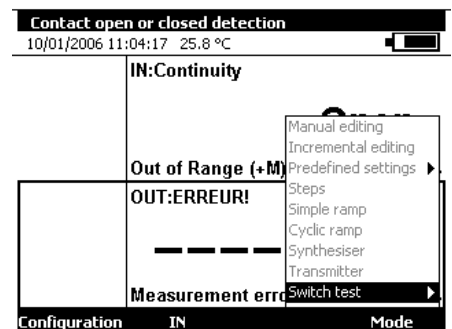 Contact open or closed detection
10/01/2006 11:04:17 25.8 °C
IN:Continuity
Out of Range (+M)
OUT:ERREUR!
Measurement erro
Manual editing
Incremental editing
Predefined settings
Steps
Simple ramp
Cyclic ramp
Synthesiser
Transmitter
Switch test
Configuration IN Mode